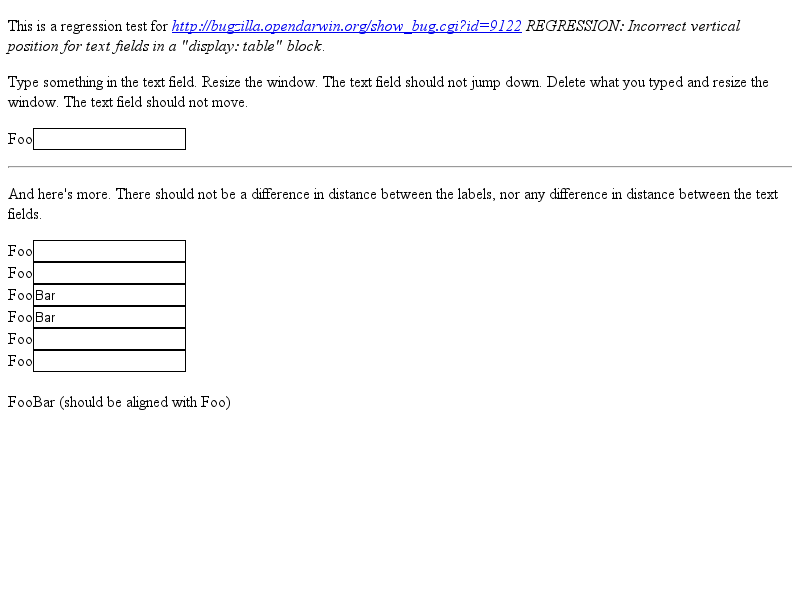 This is a regression test for http://bugzilla.opendarwin.org/show_bug.cgi?id=9122 REGRESSION: Incorrect vertical
position for text fields in a "display: table" block.
Type something in the text field. Resize the window. The text field should not jump down. Delete what you typed and resize the
window. The text field should not move.
Foo
And here's more. There should not be a difference in distance between the labels, nor any difference in distance between the text
fields.
Foo
Foo
Foo Bar
Foo Bar
Foo
Foo
FooBar (should be aligned with Foo)